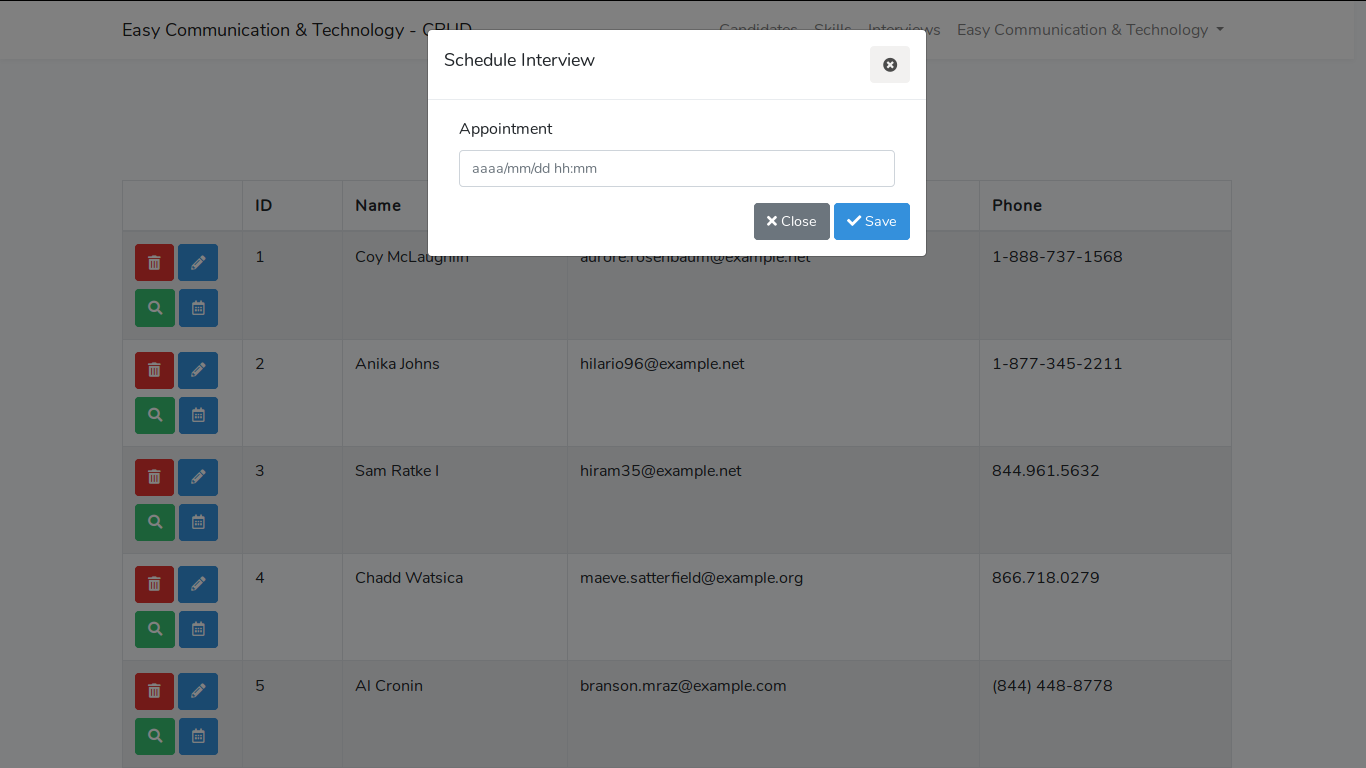 Easy Communication & Technology - CRUD
Candidates Skills Interviews Easy Communication & Technology
Schedule Interview
Appointment
aaaa/mm/dd hh:mm
Close Save
ID Name Phone
1 Coy McLaughlin aurore.rosenbaum@example.net 1-888-737-1568
2 Anika Johns hilario96@example.net 1-877-345-2211
3 Sam Ratke I hiram35@example.net 844.961.5632
4 Chadd Watsica maeve.satterfield@example.org 866.718.0279
5 Al Cronin branson.mraz@example.com (844) 448-8778